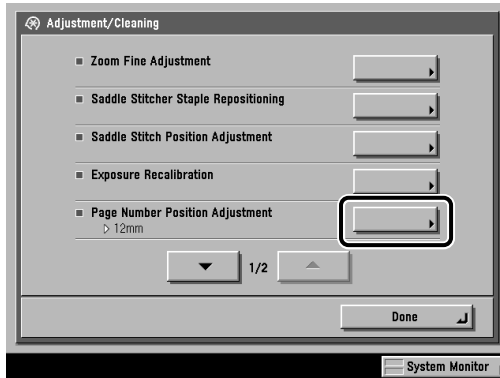 Adjustment/Cleaning
Zoom Fine Adjustment
Saddle Stitcher Staple Repositioning
Saddle Stitch Position Adjustment
Exposure Recalibration
Page Number Position Adjustment
12mm
1/2
Done
System Monitor